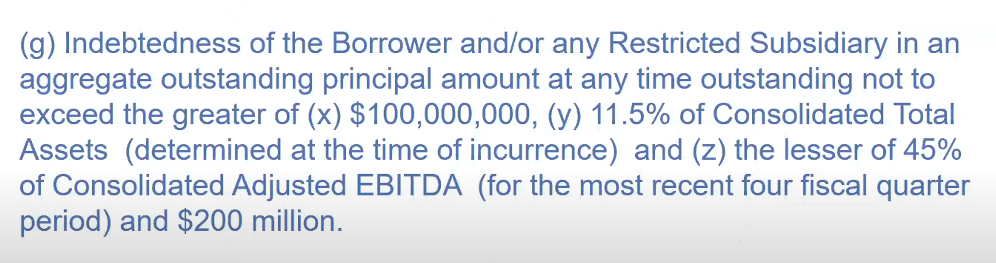 (g) Indebtedness of the Borrower and/or any Restricted Subsidiary in an
aggregate outstanding principal amount at any time outstanding not to
exceed the greater of (x) $100,000,000, (y) 11.5% of Consolidated Total
Assets  (determined at the time of incurrence)  and (z) the lesser of 45%
of Consolidated Adjusted EBITDA  (for the most recent four fiscal quarter
period) and $200 million.